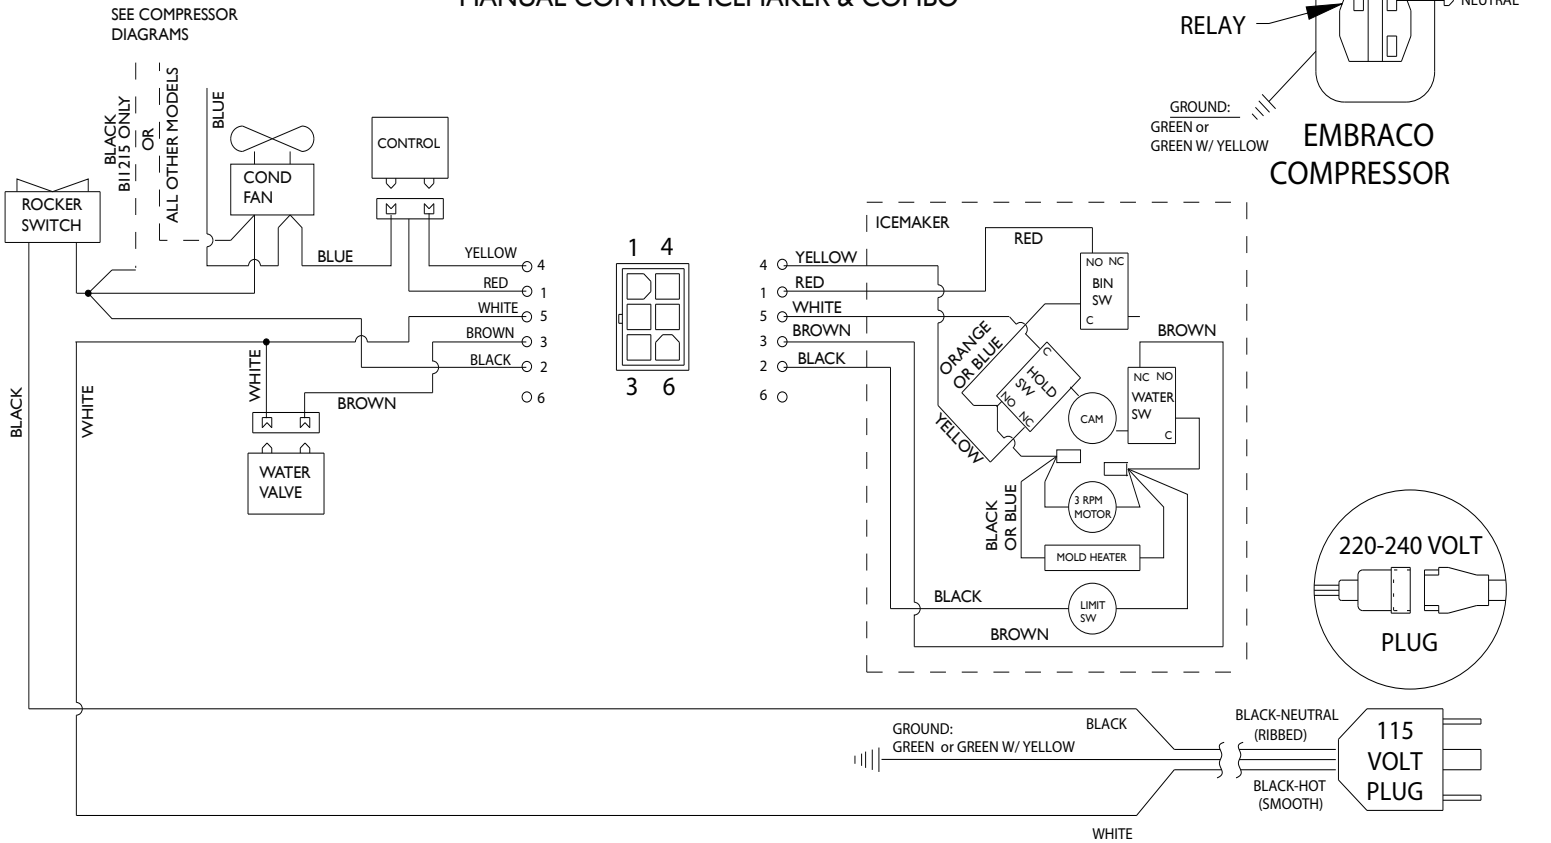 MANUAL CONTROL ICEMAKER & COMBO
SEE COMPRESSOR
DIAGRAMS
NEUTRAL
RELAY
GROUND:
GREEN or
GREEN W/ YELLOW
EMBRACO
COMPRESSOR
BLACK
B11215 ONLY
OR
ALL OTHER MODELS
BLUE
ROCKER
SWITCH
COND
FAN
CONTROL
BLUE
YELLOW
4
RED
1
WHITE
5
BROWN
3
BLACK
2
6
WHITE
BROWN
WATER
VALVE
BLACK
WHITE
1 4
3 6
4
YELLOW
1
RED
5
WHITE
3
BROWN
2
BLACK
6
ICEMAKER
RED
NO NC
BIN
SW
C
BROWN
ORANGE
OR BLUE
C
HOLD
SW
NO
NC
YELLOW
CAM
NC NO
WATER
SW
C
3 RPM
MOTOR
BLACK
OR BLUE
MOLD HEATER
BLACK
LIMIT
SW
BROWN
220-240 VOLT
PLUG
BLACK
GROUND:
GREEN or GREEN W/ YELLOW
BLACK-NEUTRAL
(RIBBED)
BLACK-HOT
(SMOOTH)
115
VOLT
PLUG
WHITE